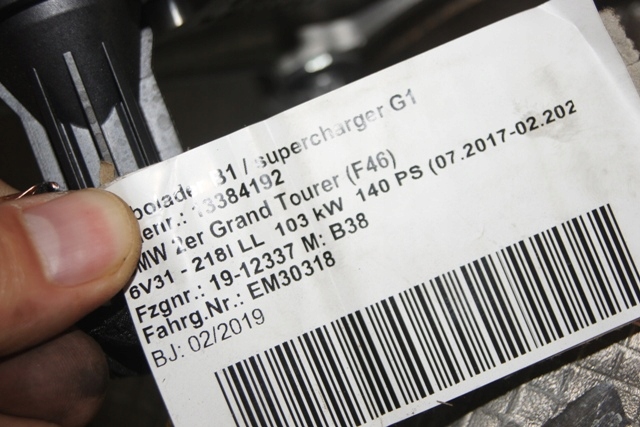 31 / supercharger G1
13384192
2er Grand Tourer (F46)
6V31 - 218i LL 103 kW 140 PS (07.2017-02.202
Fzgnr.: 19-12337 M: B38
Fahrg.Nr.: EM30318
BJ: 02/2019